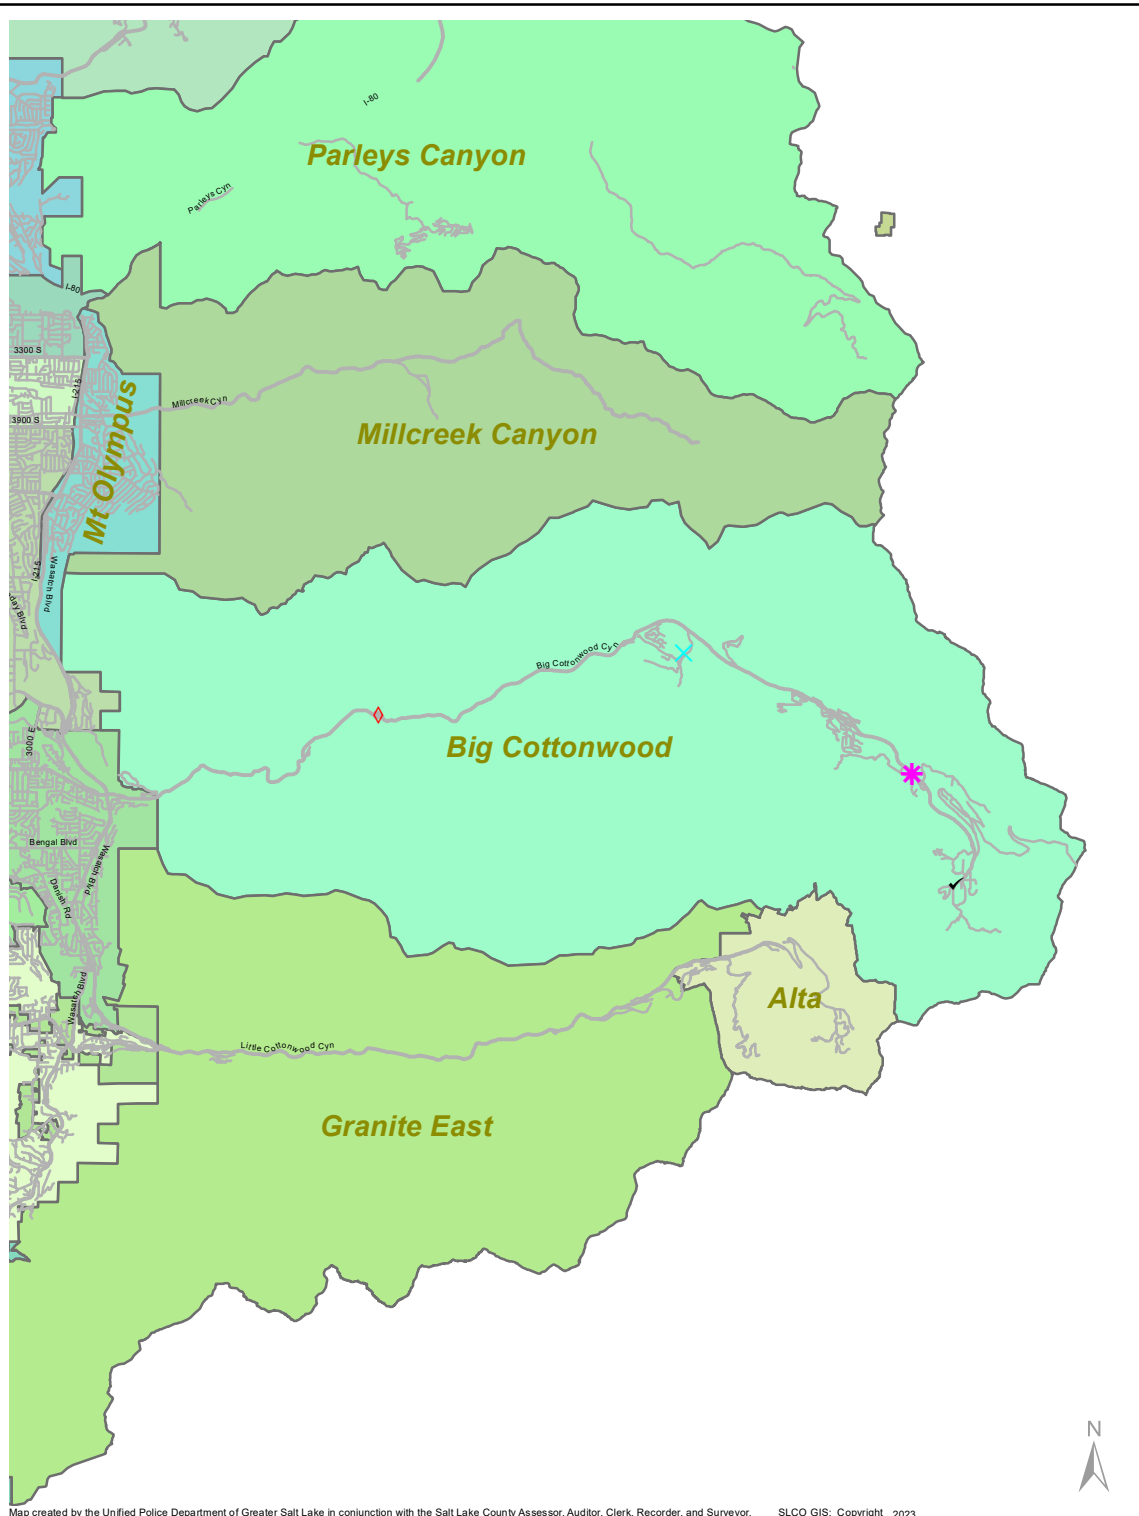 I-80
Parleys Canyon
Parleys Cyn
I-80
3300 S
I-215
Millcreek Cyn
3900 S
Mt Olympus
Millcreek Canyon
I-215
Wasatch Blvd
day Blvd
Big Cottonwood Cyn
3000 E
Big Cottonwood
Bengal Blvd
Wasatch Blvd
Danish Rd
Wasatch Blvd
Alta
Little Cottonwood Cyn
Granite East
N
Map created by the Unified Police Department of Greater Salt Lake in conjunction with the Salt Lake County Assessor, Auditor, Clerk, Recorder, and Surveyor. SLCO GIS: Copyright 2023